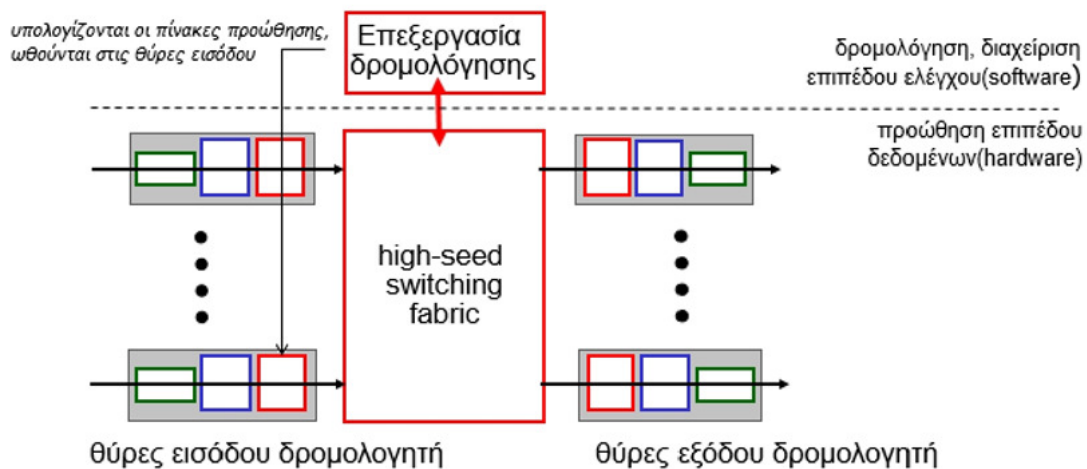 υπολογίζονται οι πίνακες προώθησης,
ωθούνται στις θύρες εισόδου
Επεξεργασία
δρομολόγησης
δρομολόγηση, διαχείριση
επιπέδου ελέγχου(software)
προώθηση επιπέδου
δεδομένων(hardware)
high-seed
switching
fabric
θύρες εισόδου δρομολογητή
θύρες εξόδου δρομολογητή